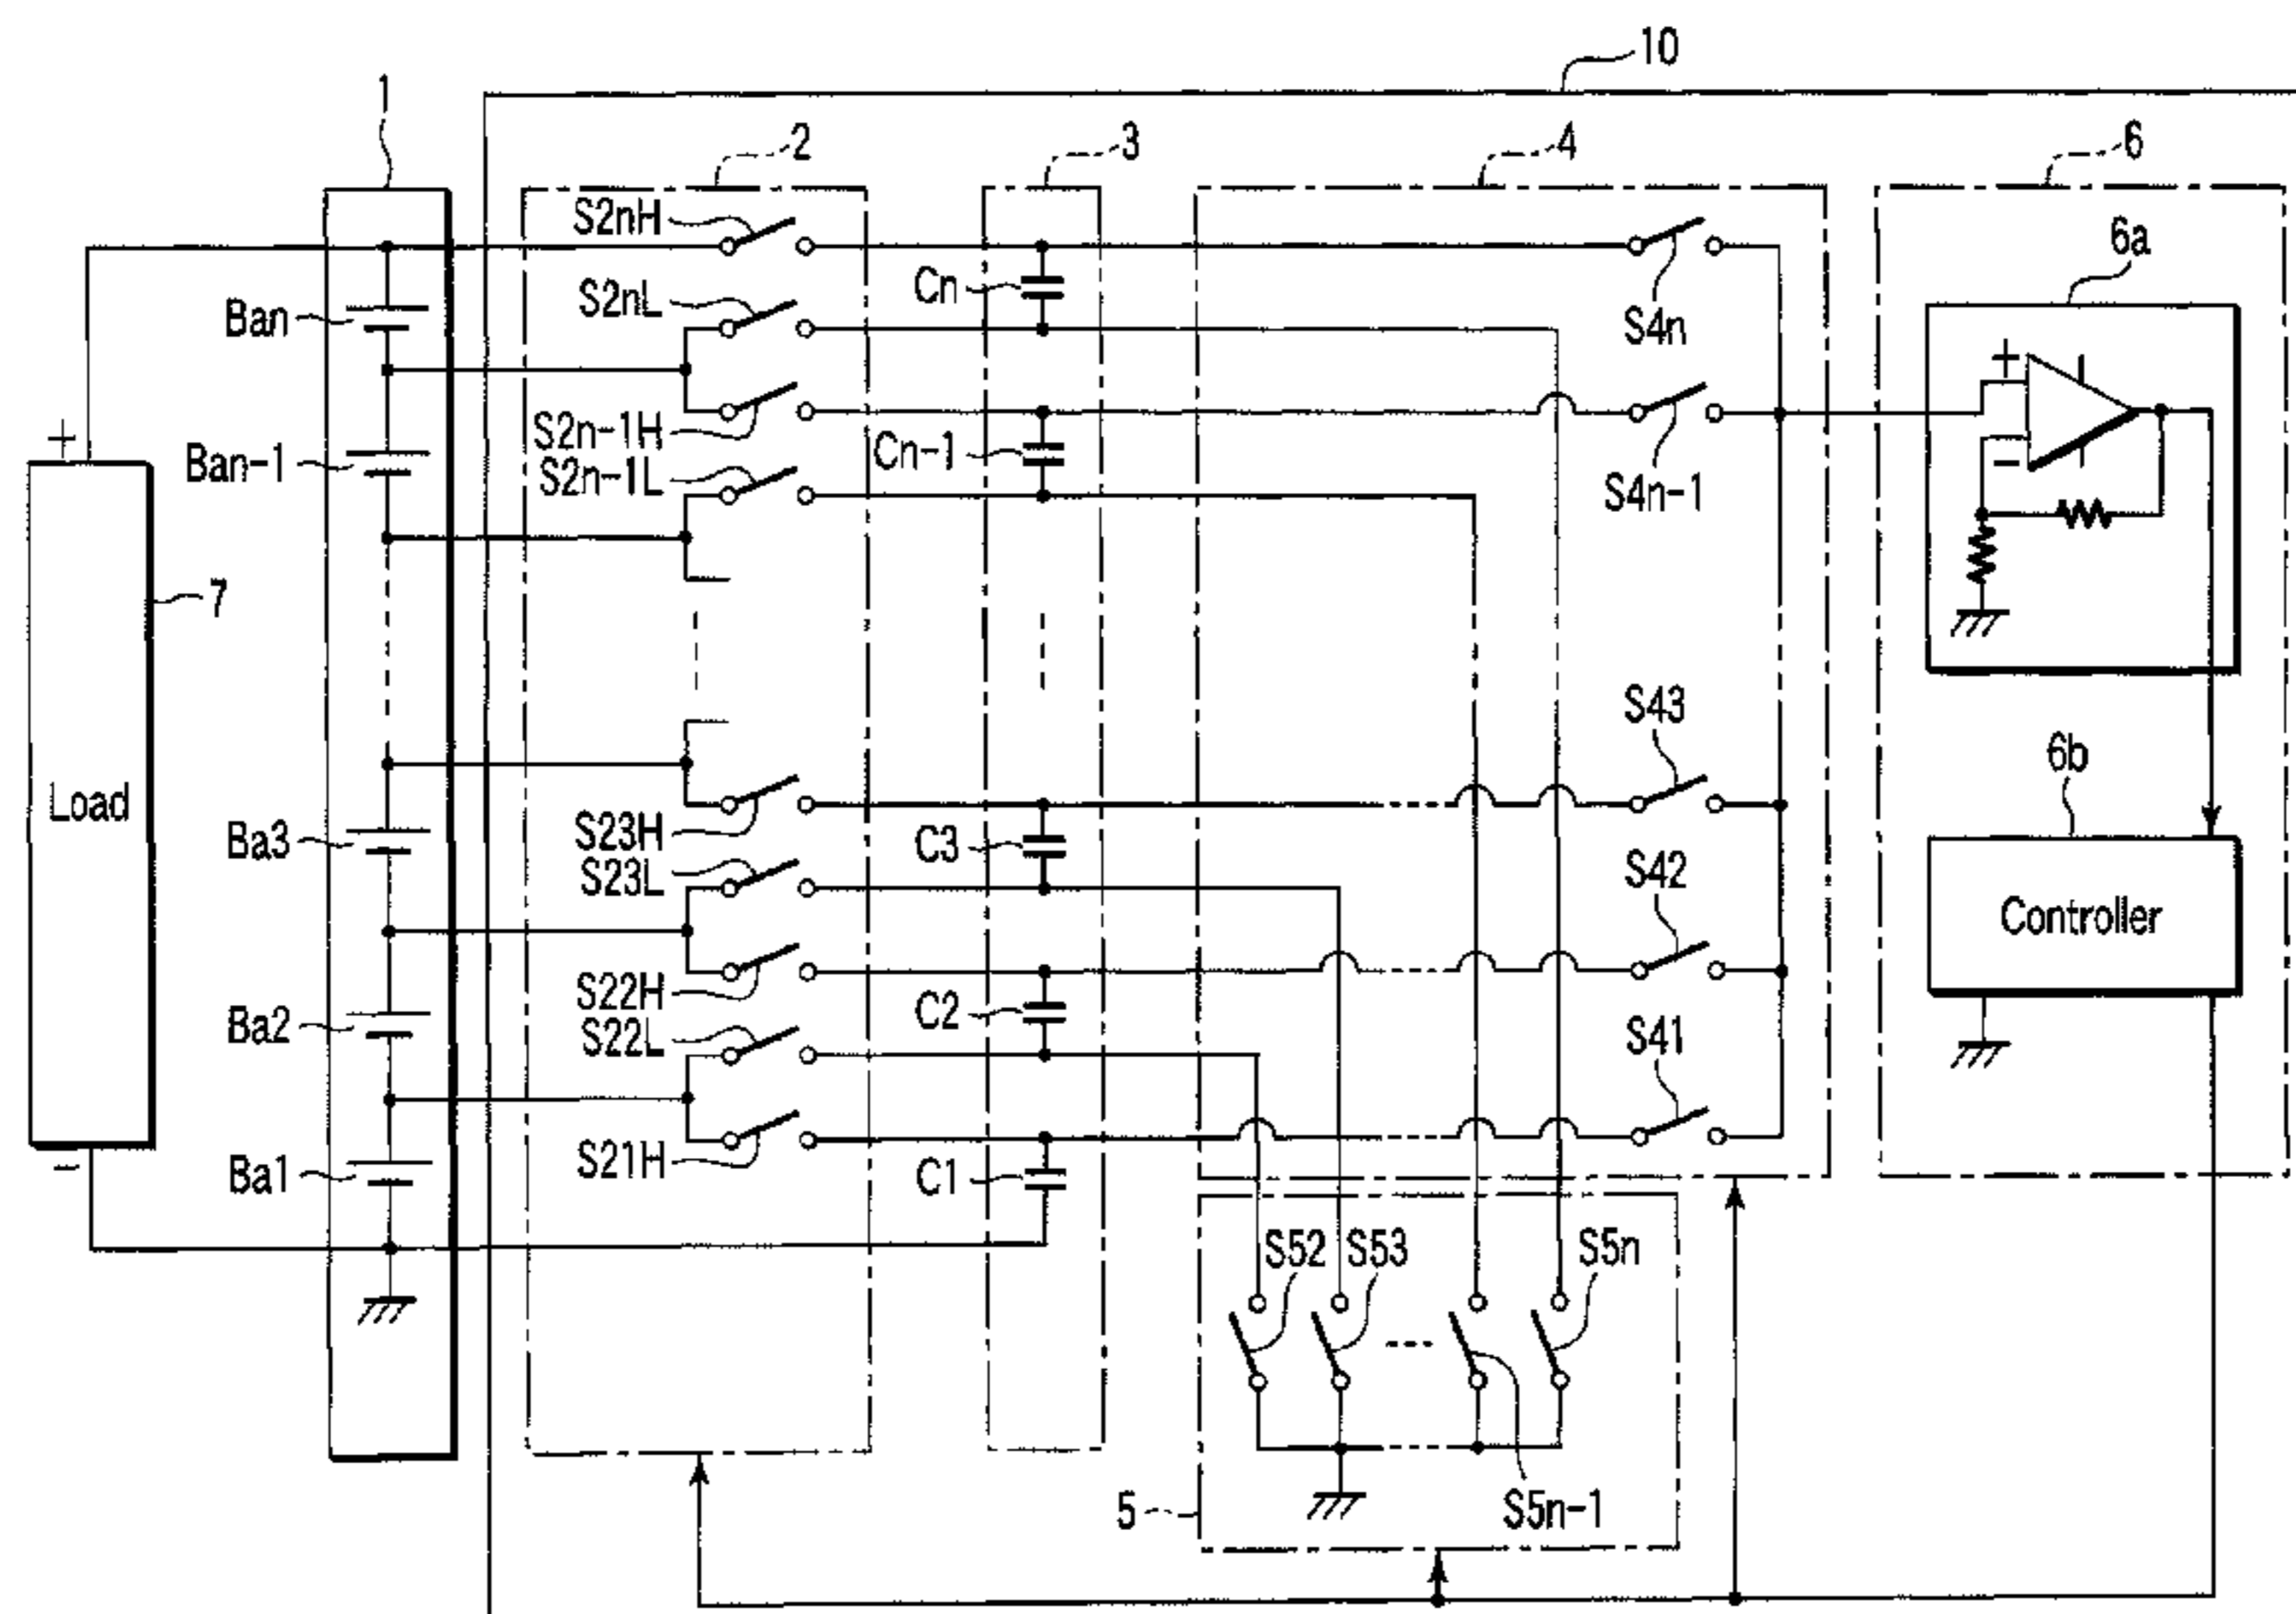 10
1
2
3
4
6
S2nH
6a
Cn
S2nL
Ban
S4n
+
S2n-1H
+
Ban-1
Cn-1
S2n-1L
−
S4n-1
7
S43
6b
Load
Ba3
S23H
C3
S23L
S42
Controller
S22H
C2
Ba2
S22L
S41
−
Ba1
S21H
C1
S52
S53
S5n
5
S5n-1